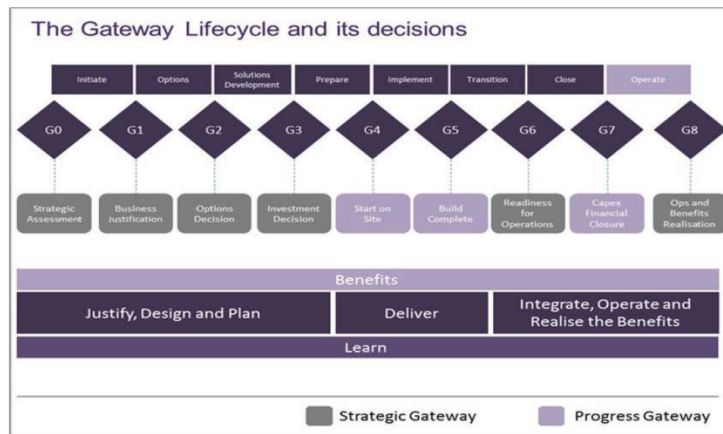 The Gateway Lifecycle and its decisions
Initiate
Options
Solutions
Development
Prepare
Implement
Transition
Close
Operate
G0
G1
G2
G3
G4
G5
G6
G7
G8
Strategic
Assessment
Business
Justification
Options
Decision
Investment
Decision
Start on
Site
Build
Complete
Readiness
for
Operations
Capex
Financial
Closure
Ops and
Benefits
Realisation
Benefits
Justify, Design and Plan
Deliver
Integrate, Operate and
Realise the Benefits
Learn
Strategic Gateway
Progress Gateway